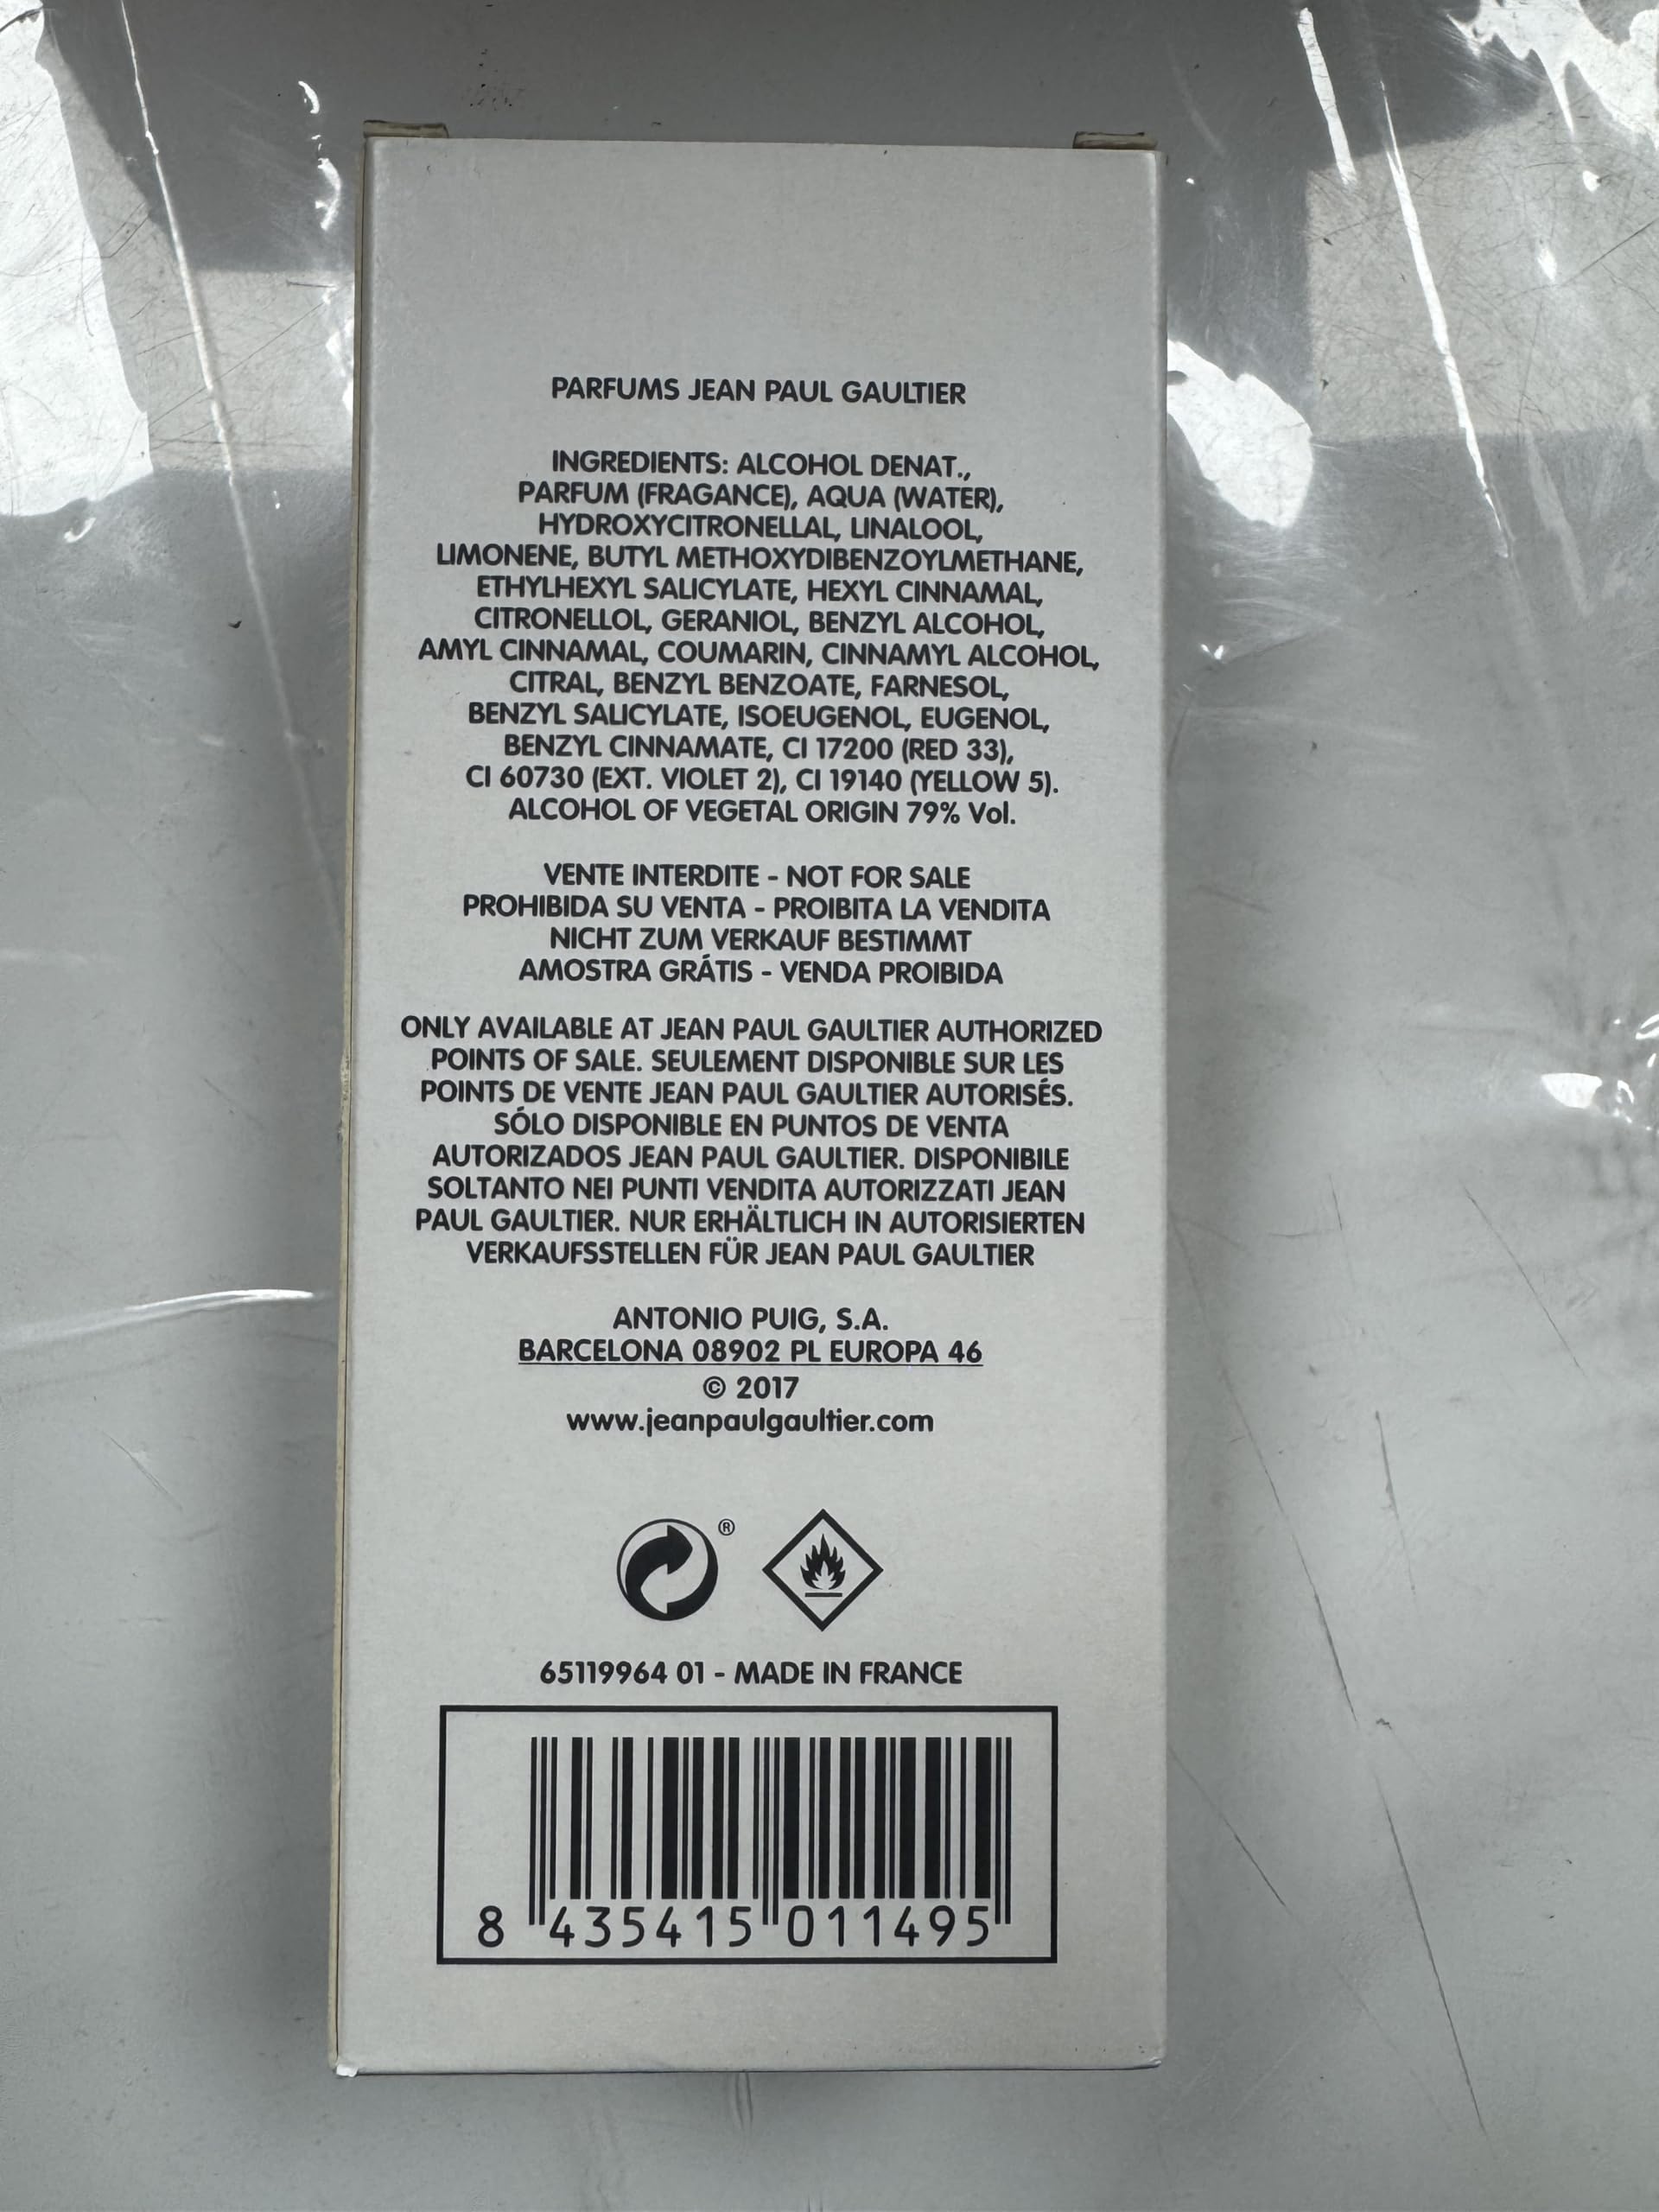 PARFUMS JEAN PAUL GAULTIER
INGREDIENTS: ALCOHOL DENAT.,
PARFUM (FRAGANCE), AQUA (WATER),
HYDROXYCITRONELLAL, LINALOOL,
LIMONENE, BUTYL METHOXYDIBENZOYLMETHANE,
ETHYLHEXYL SALICYLATE, HEXYL CINNAMAL,
CITRONELLOL, GERANIOL, BENZYL ALCOHOL,
AMYL CINNAMAL, COUMARIN, CINNAMYL ALCOHOL,
CITRAL, BENZYL BENZOATE, FARNESOL,
BENZYL SALICYLATE, ISOEUGENOL, EUGENOL,
BENZYL CINNAMATE, CI 17200 (RED 33),
CI 60730 (EXT. VIOLET 2), CI 19140 (YELLOW 5).
ALCOHOL OF VEGETAL ORIGIN 79% Vol.
VENTE INTERDITE - NOT FOR SALE
PROHIBIDA SU VENTA - PROIBITA LA VENDITA
NICHT ZUM VERKAUF BESTIMMT
AMOSTRA GRÁTIS - VENDA PROIBIDA
ONLY AVAILABLE AT JEAN PAUL GAULTIER AUTHORIZED
POINTS OF SALE. SEULEMENT DISPONIBLE SUR LES
POINTS DE VENTE JEAN PAUL GAULTIER AUTORISÉS.
SÓLO DISPONIBLE EN PUNTOS DE VENTA
AUTORIZADOS JEAN PAUL GAULTIER. DISPONIBILE
SOLTANTO NEI PUNTI VENDITA AUTORIZZATI JEAN
PAUL GAULTIER. NUR ERHÄLTLICH IN AUTORISIERTEN
VERKAUFSSTELLEN FÜR JEAN PAUL GAULTIER
ANTONIO PUIG, S.A.
BARCELONA 08902 PL EUROPA 46
© 2017
www.jeanpaulgaultier.com
®
65119964 01 - MADE IN FRANCE
8 435415 011495